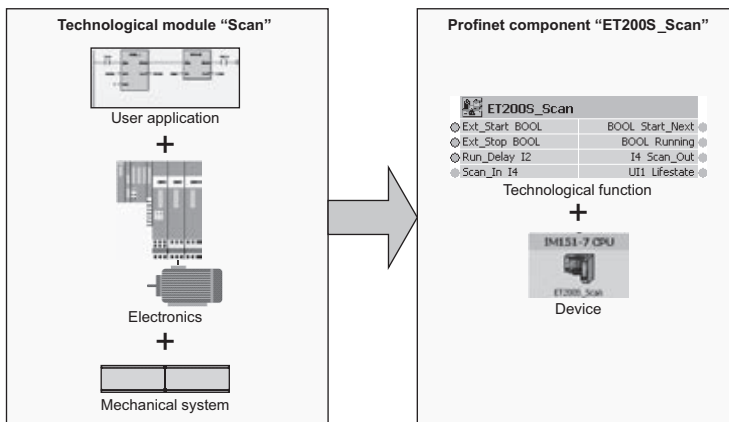 Technological module “Scan”
User application
+
Electronics
+
Mechanical system
Profinet component “ET200S_Scan”
ET200S_Scan
Ext_Start BOOL BOOL Start_Next
Ext_Stop BOOL BOOL Running
Run_Delay I2 I4 Scan_Out
Scan_In I4 UI1 Lifestate
Technological function
+
IM151-7 CPU
ET200S_Scan
Device